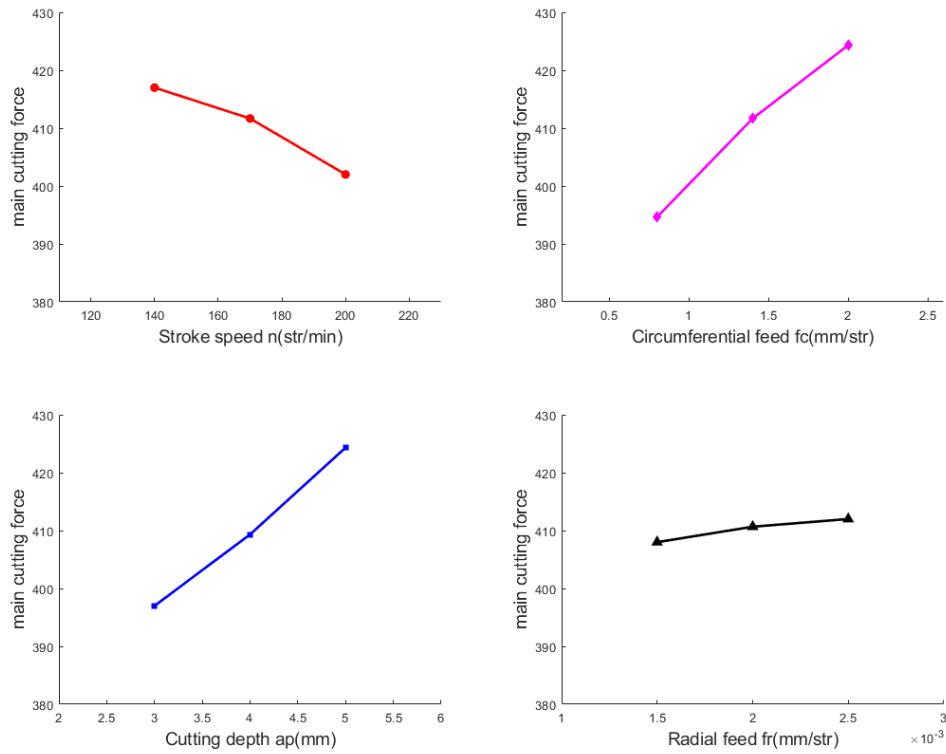 430
420
410
400
390
380
main cutting force
120 140 160 180 200 220
Stroke speed n(str/min)
430
420
410
400
390
380
main cutting force
0.5 1 1.5 2 2.5
Circumferential feed fc(mm/str)
430
420
410
400
390
380
main cutting force
2 2.5 3 3.5 4 4.5 5 5.5 6
Cutting depth ap(mm)
430
420
410
400
390
380
main cutting force
1 1.5 2 2.5 3
Radial feed fr(mm/str)
×10⁻³